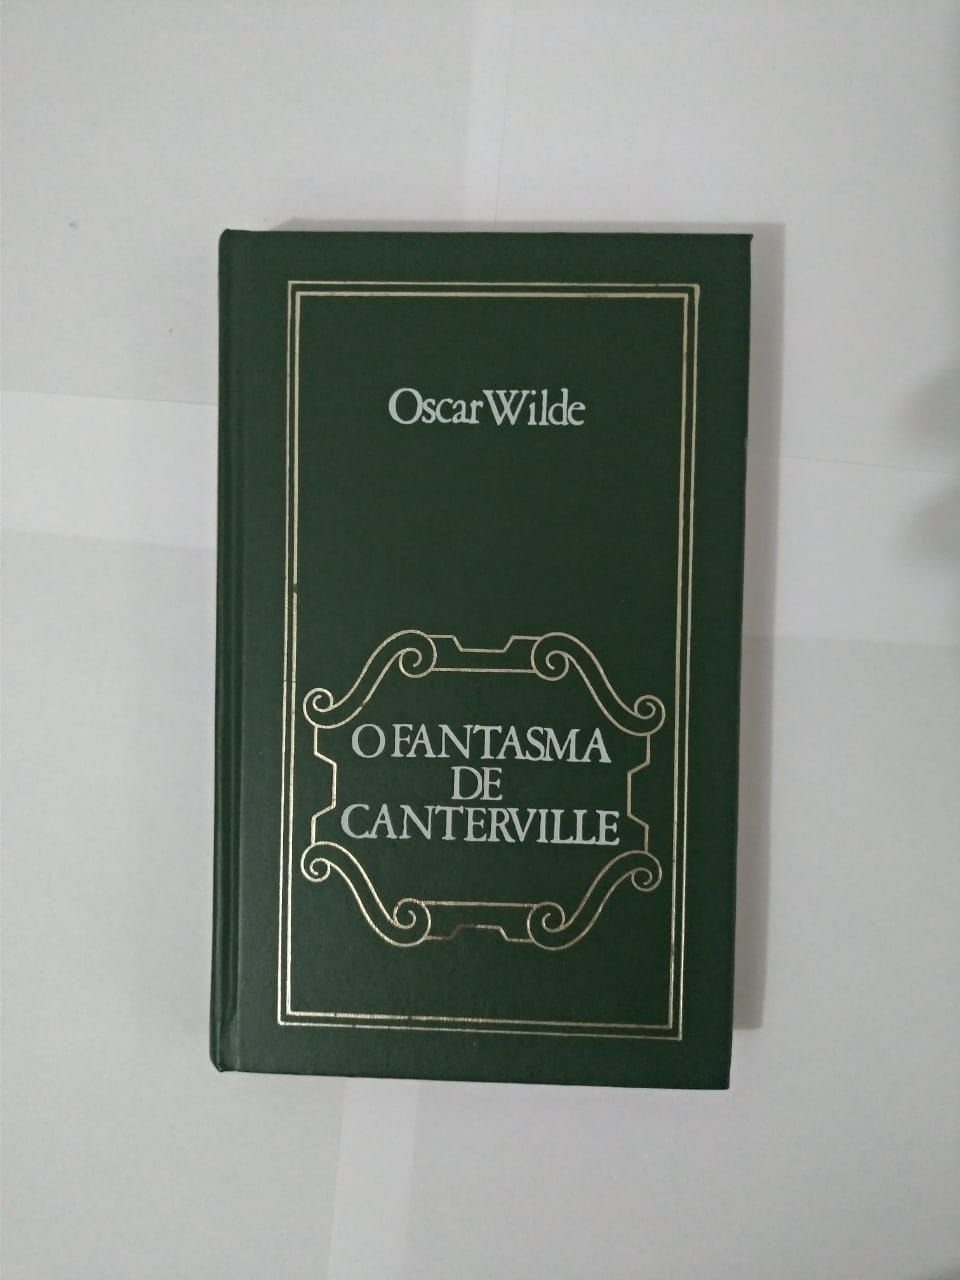 Oscar Wilde
O FANTASMA
DE
CANTERVILLE